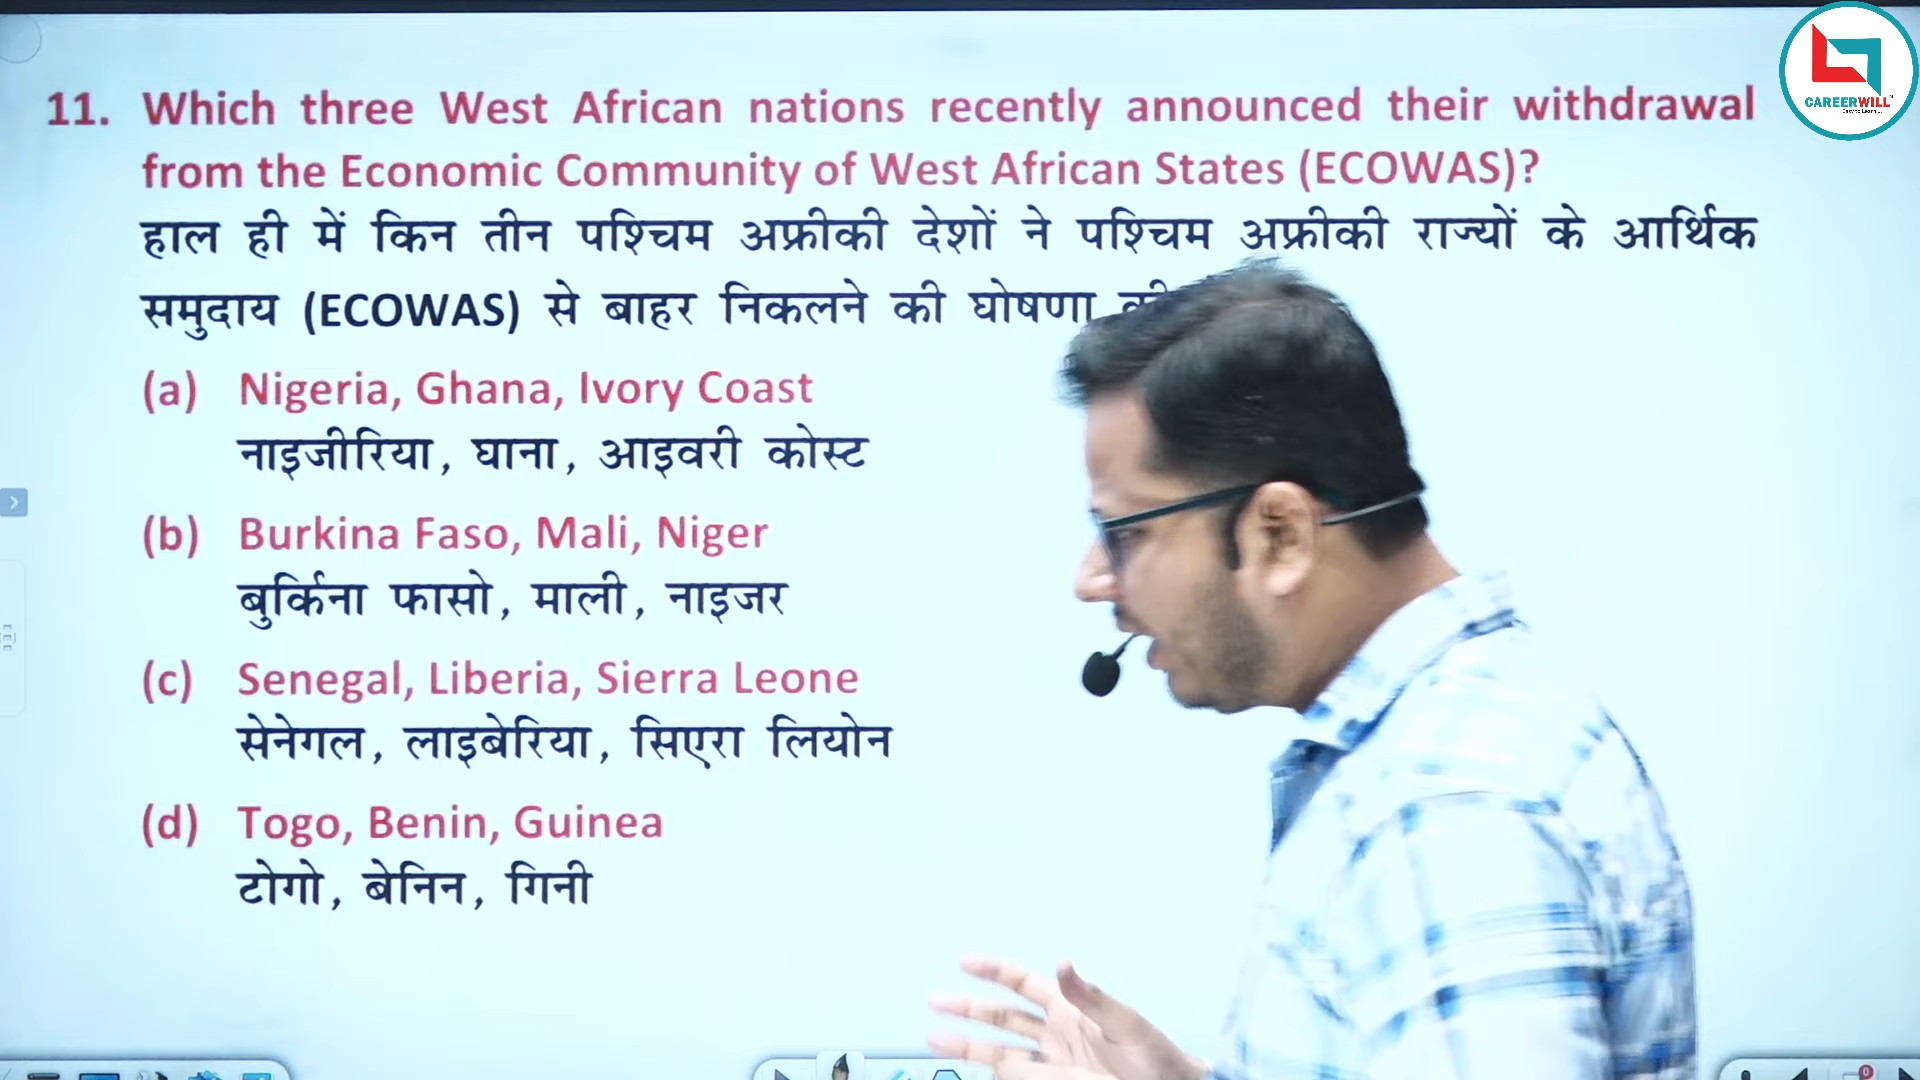 11. Which three West African nations recently announced their withdrawal
from the Economic Community of West African States (ECOWAS)?
हाल ही में किन तीन पश्चिम अफ्रीकी देशों ने पश्चिम अफ्रीकी राज्यों के आर्थिक
समुदाय (ECOWAS) से बाहर निकलने की घोषणा
(a) Nigeria, Ghana, Ivory Coast
नाइजीरिया, घाना, आइवरी कोस्ट
(b) Burkina Faso, Mali, Niger
बुर्किना फासो, माली, नाइजर
(c) Senegal, Liberia, Sierra Leone
सेनेगल, लाइबेरिया, सिएरा लियोन
(d) Togo, Benin, Guinea
टोगो, बेनिन, गिनी
CAREERWILL
0